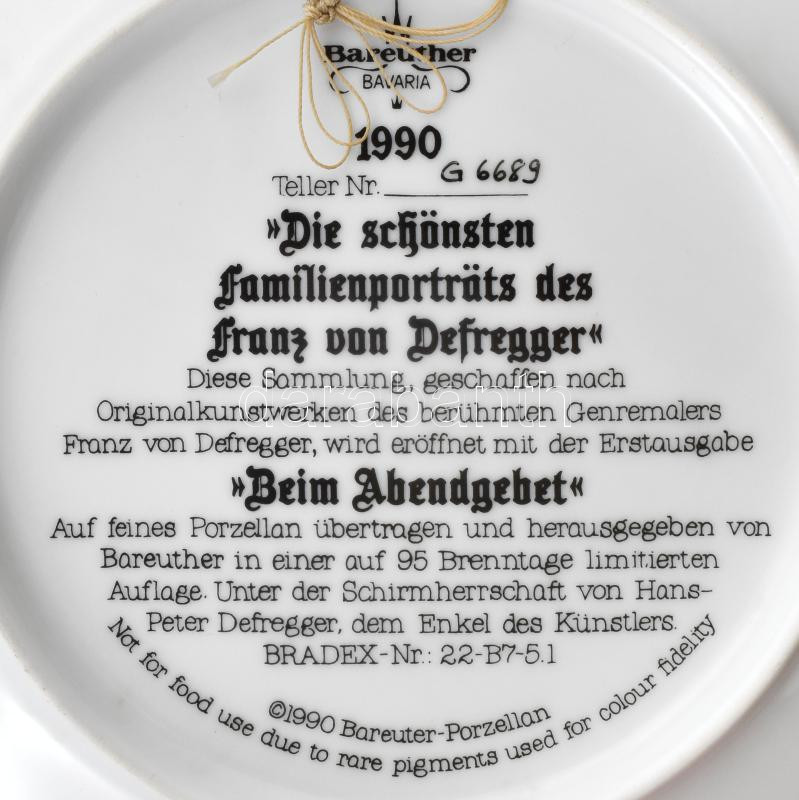 Bareuther
BAVARIA
1990
Teller Nr. G 6689
»Die schönsten
Familienporträts des
Franz von Defregger«
Diese Sammlung, geschaffen nach
Originalkunstwerken des berühmten Genremalers
Franz von Defregger, wird eröffnet mit der Erstausgabe
»Beim Abendgebet«
Auf feines Porzellan übertragen und herausgegeben von
Bareuther in einer auf 95 Brenntage limitierten
Auflage. Unter der Schirmherrschaft von Hans-
Peter Defregger, dem Enkel des Künstlers.
BRADEX-Nr.: 22-B7-5.1
©1990 Bareuter-Porzellan
Not for food use due to rare pigments used for colour fidelity
darabanth